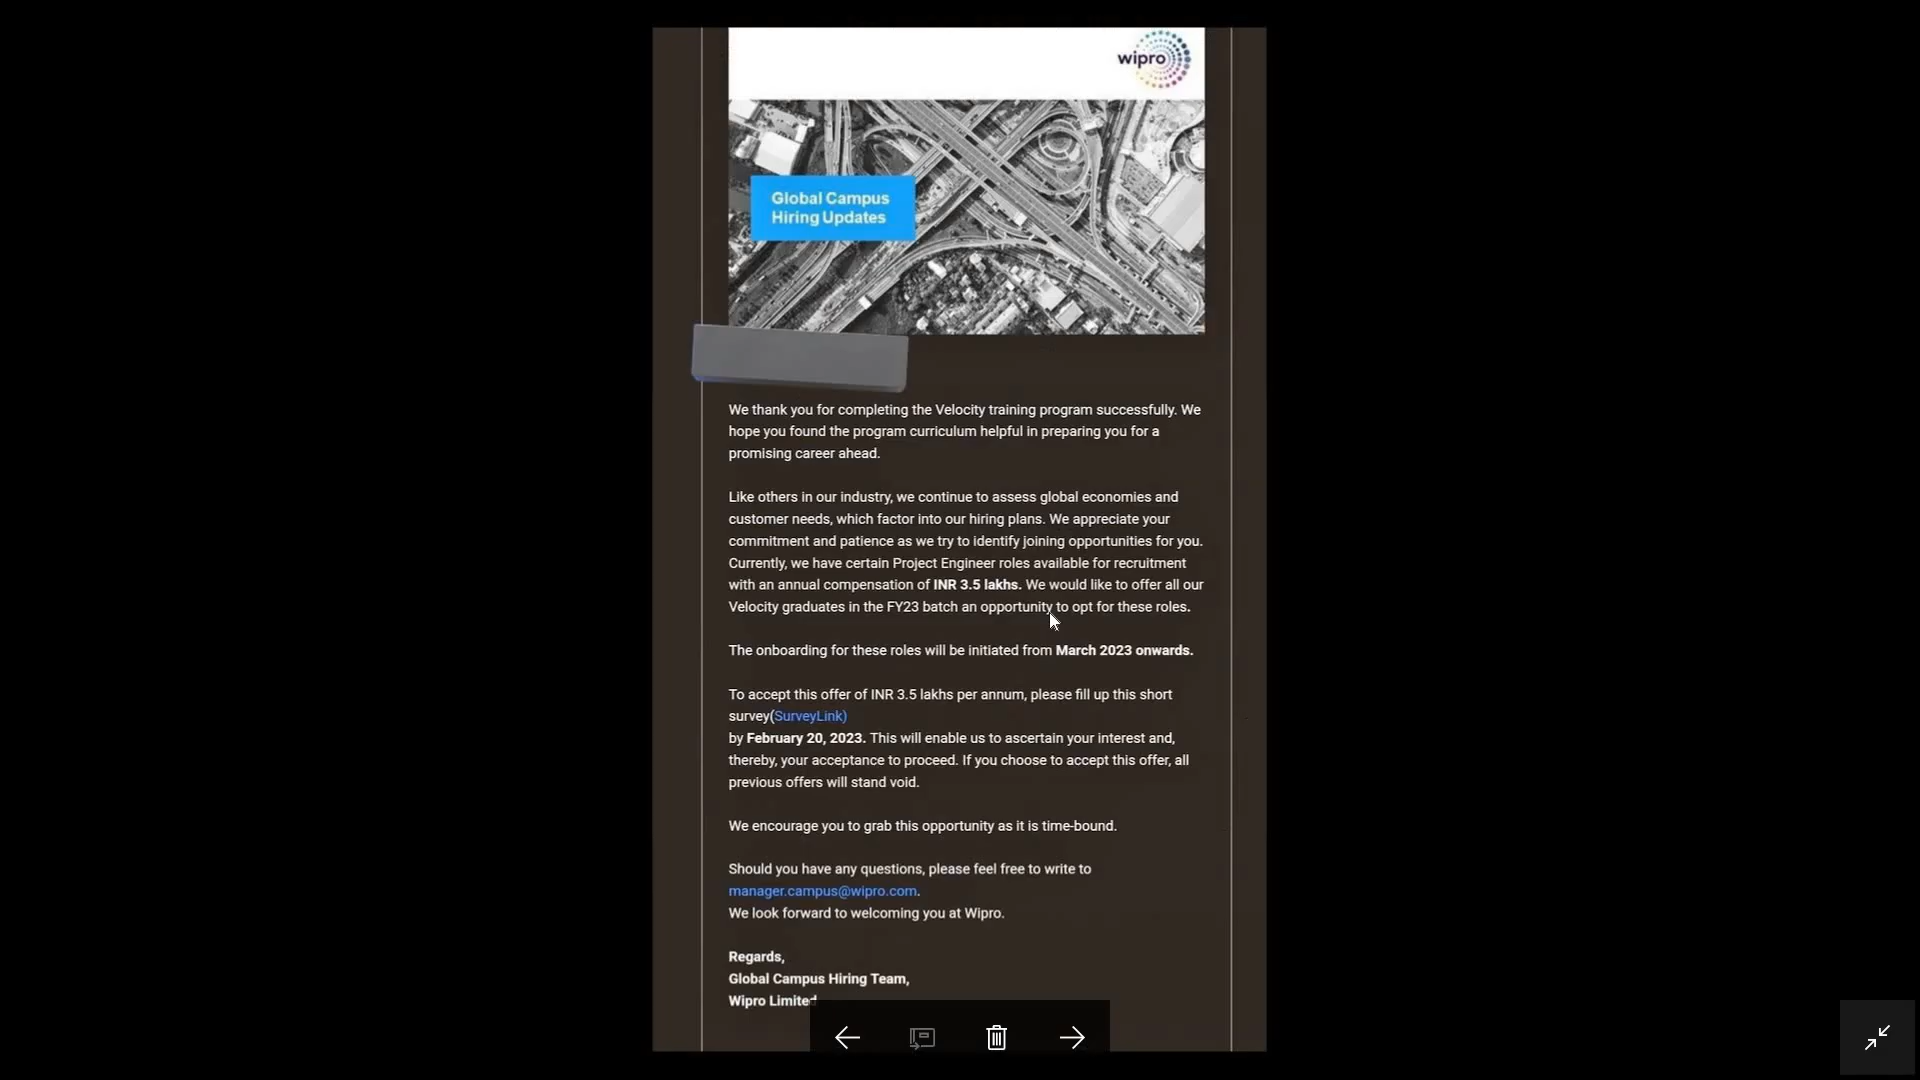 wipro
Global Campus
Hiring Updates
We thank you for completing the Velocity training program successfully. We
hope you found the program curriculum helpful in preparing you for a
promising career ahead.
Like others in our industry, we continue to assess global economies and
customer needs, which factor into our hiring plans. We appreciate your
commitment and patience as we try to identify joining opportunities for you.
Currently, we have certain Project Engineer roles available for recruitment
with an annual compensation of INR 3.5 lakhs. We would like to offer all our
Velocity graduates in the FY23 batch an opportunity to opt for these roles.
The onboarding for these roles will be initiated from March 2023 onwards.
To accept this offer of INR 3.5 lakhs per annum, please fill up this short
survey(SurveyLink)
by February 20, 2023. This will enable us to ascertain your interest and,
thereby, your acceptance to proceed. If you choose to accept this offer, all
previous offers will stand void.
We encourage you to grab this opportunity as it is time-bound.
Should you have any questions, please feel free to write to
manager.campus@wipro.com.
We look forward to welcoming you at Wipro.
Regards,
Global Campus Hiring Team,
Wipro Limited